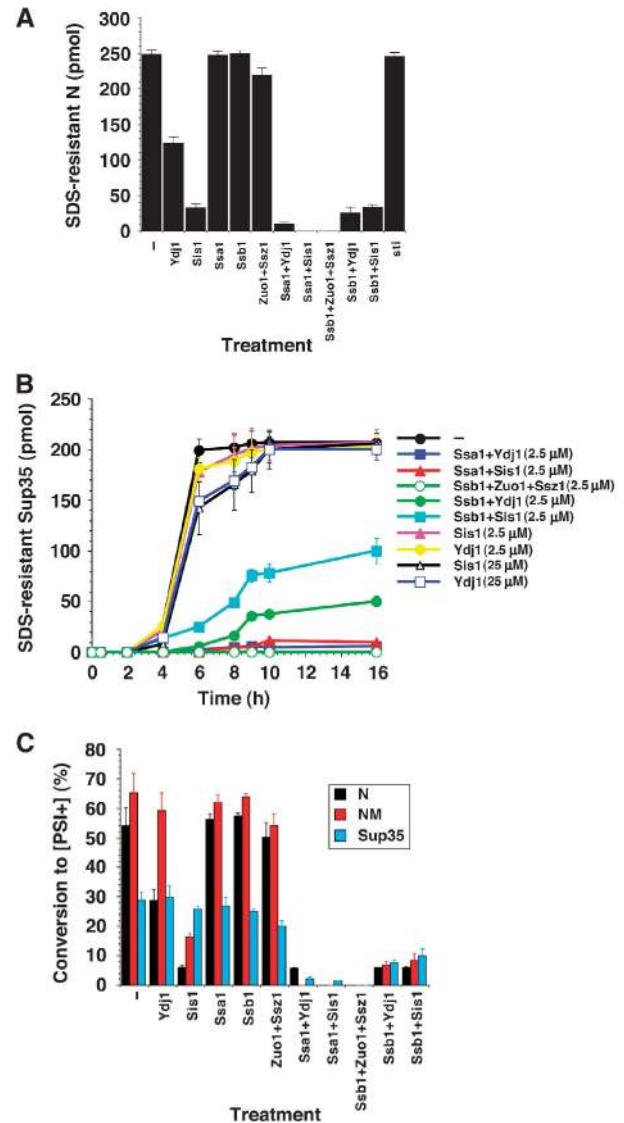 A
SDS-resistant N (pmol)
300
250
200
150
100
50
0
–
Ydj1
Sis1
Ssa1
Ssb1
Zuo1+Ssz1
Ssa1+Ydj1
Ssa1+Sis1
Ssb1+Zuo1+Ssz1
Ssb1+Ydj1
Ssb1+Sis1
sti
Treatment
B
SDS-resistant Sup35 (pmol)
250
200
150
100
50
0
0 2 4 6 8 10 12 14 16
Time (h)
–
Ssa1+Ydj1(2.5 µM)
Ssa1+Sis1(2.5 µM)
Ssb1+Zuo1+Ssz1(2.5 µM)
Ssb1+Ydj1(2.5 µM)
Ssb1+Sis1(2.5 µM)
Sis1(2.5 µM)
Ydj1(2.5 µM)
Sis1(25 µM)
Ydj1(25 µM)
C
Conversion to [PSI+] (%)
80
70
60
50
40
30
20
10
0
N
NM
Sup35
–
Ydj1
Sis1
Ssa1
Ssb1
Zuo1+Ssz1
Ssa1+Ydj1
Ssa1+Sis1
Ssb1+Zuo1+Ssz1
Ssb1+Ydj1
Ssb1+Sis1
Treatment